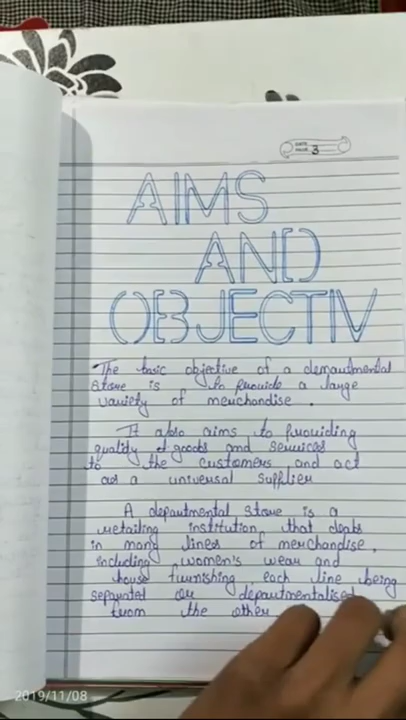 DATE
PAGE 3
AIMS
AND
OBJECTIV
The basic objective of a departmental
store is to provide a large
variety of merchandise.
It also aims to providing
quality of goods and services
to the customers and act
as a universal supplier
A departmental store is a
retailing institution that deals
in many lines of merchandise,
including women's wear and
house furnishing, each line being
separated or departmentalised
from the other
2019/11/08